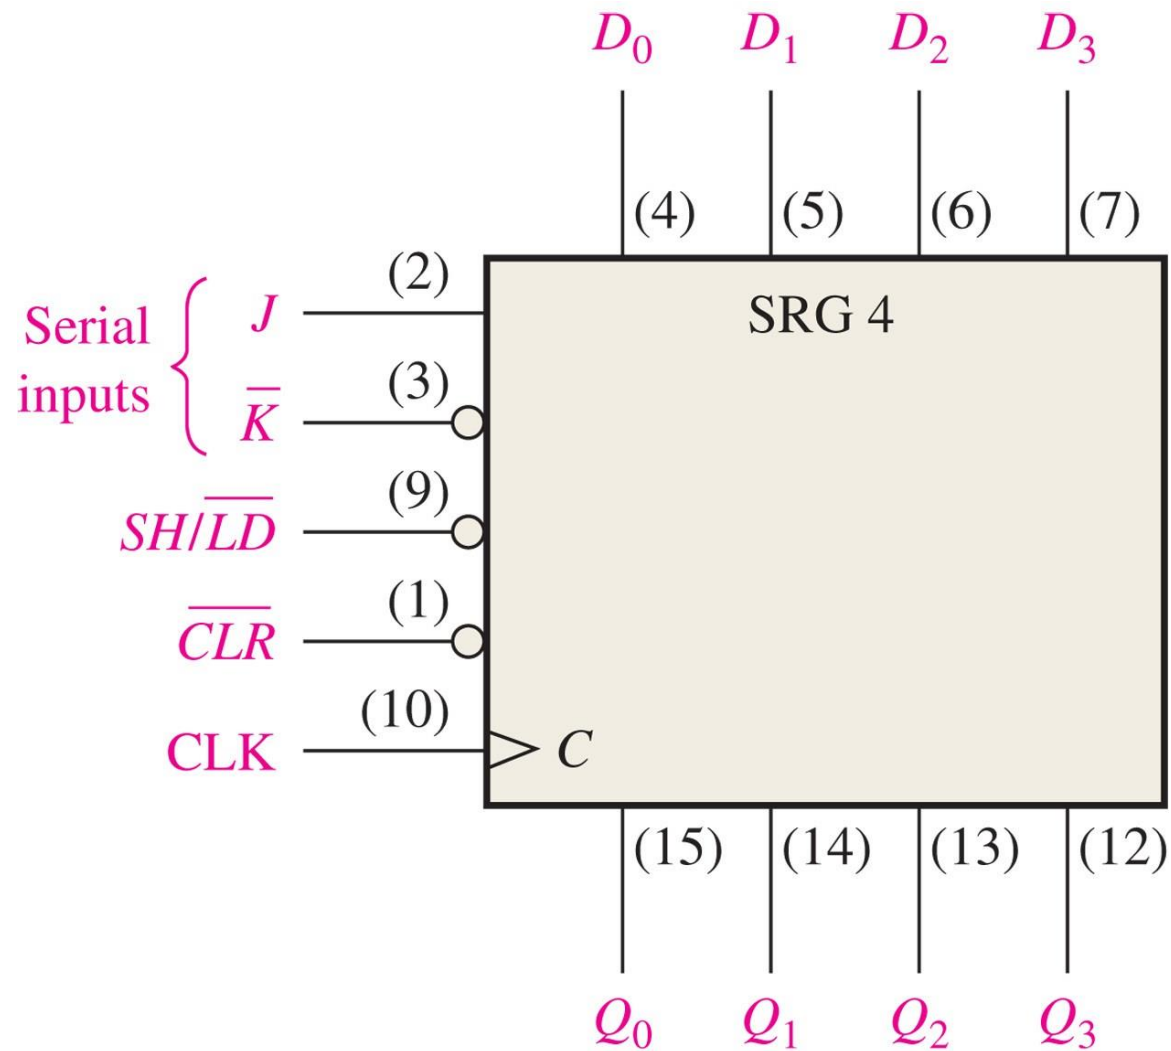 D₀ D₁ D₂ D₃
(4) (5) (6) (7)
SRG 4
Serial inputs
J (2)
K̅ (3)
SH/L̅D̅ (9)
C̅L̅R̅ (1)
CLK (10) C
(15) (14) (13) (12)
Q₀ Q₁ Q₂ Q₃